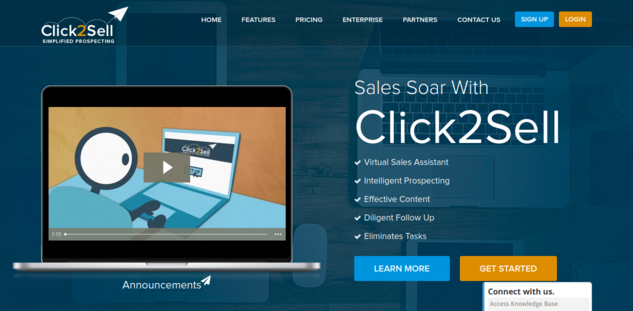 Click2Sell
SIMPLIFIED PROSPECTING
HOME FEATURES PRICING ENTERPRISE PARTNERS CONTACT US SIGN UP LOGIN
Click2Sell
1:15
Announcements
Sales Soar With
Click2Sell
Virtual Sales Assistant
Intelligent Prospecting
Effective Content
Diligent Follow Up
Eliminates Tasks
LEARN MORE GET STARTED
Connect with us.
Access Knowledge Base